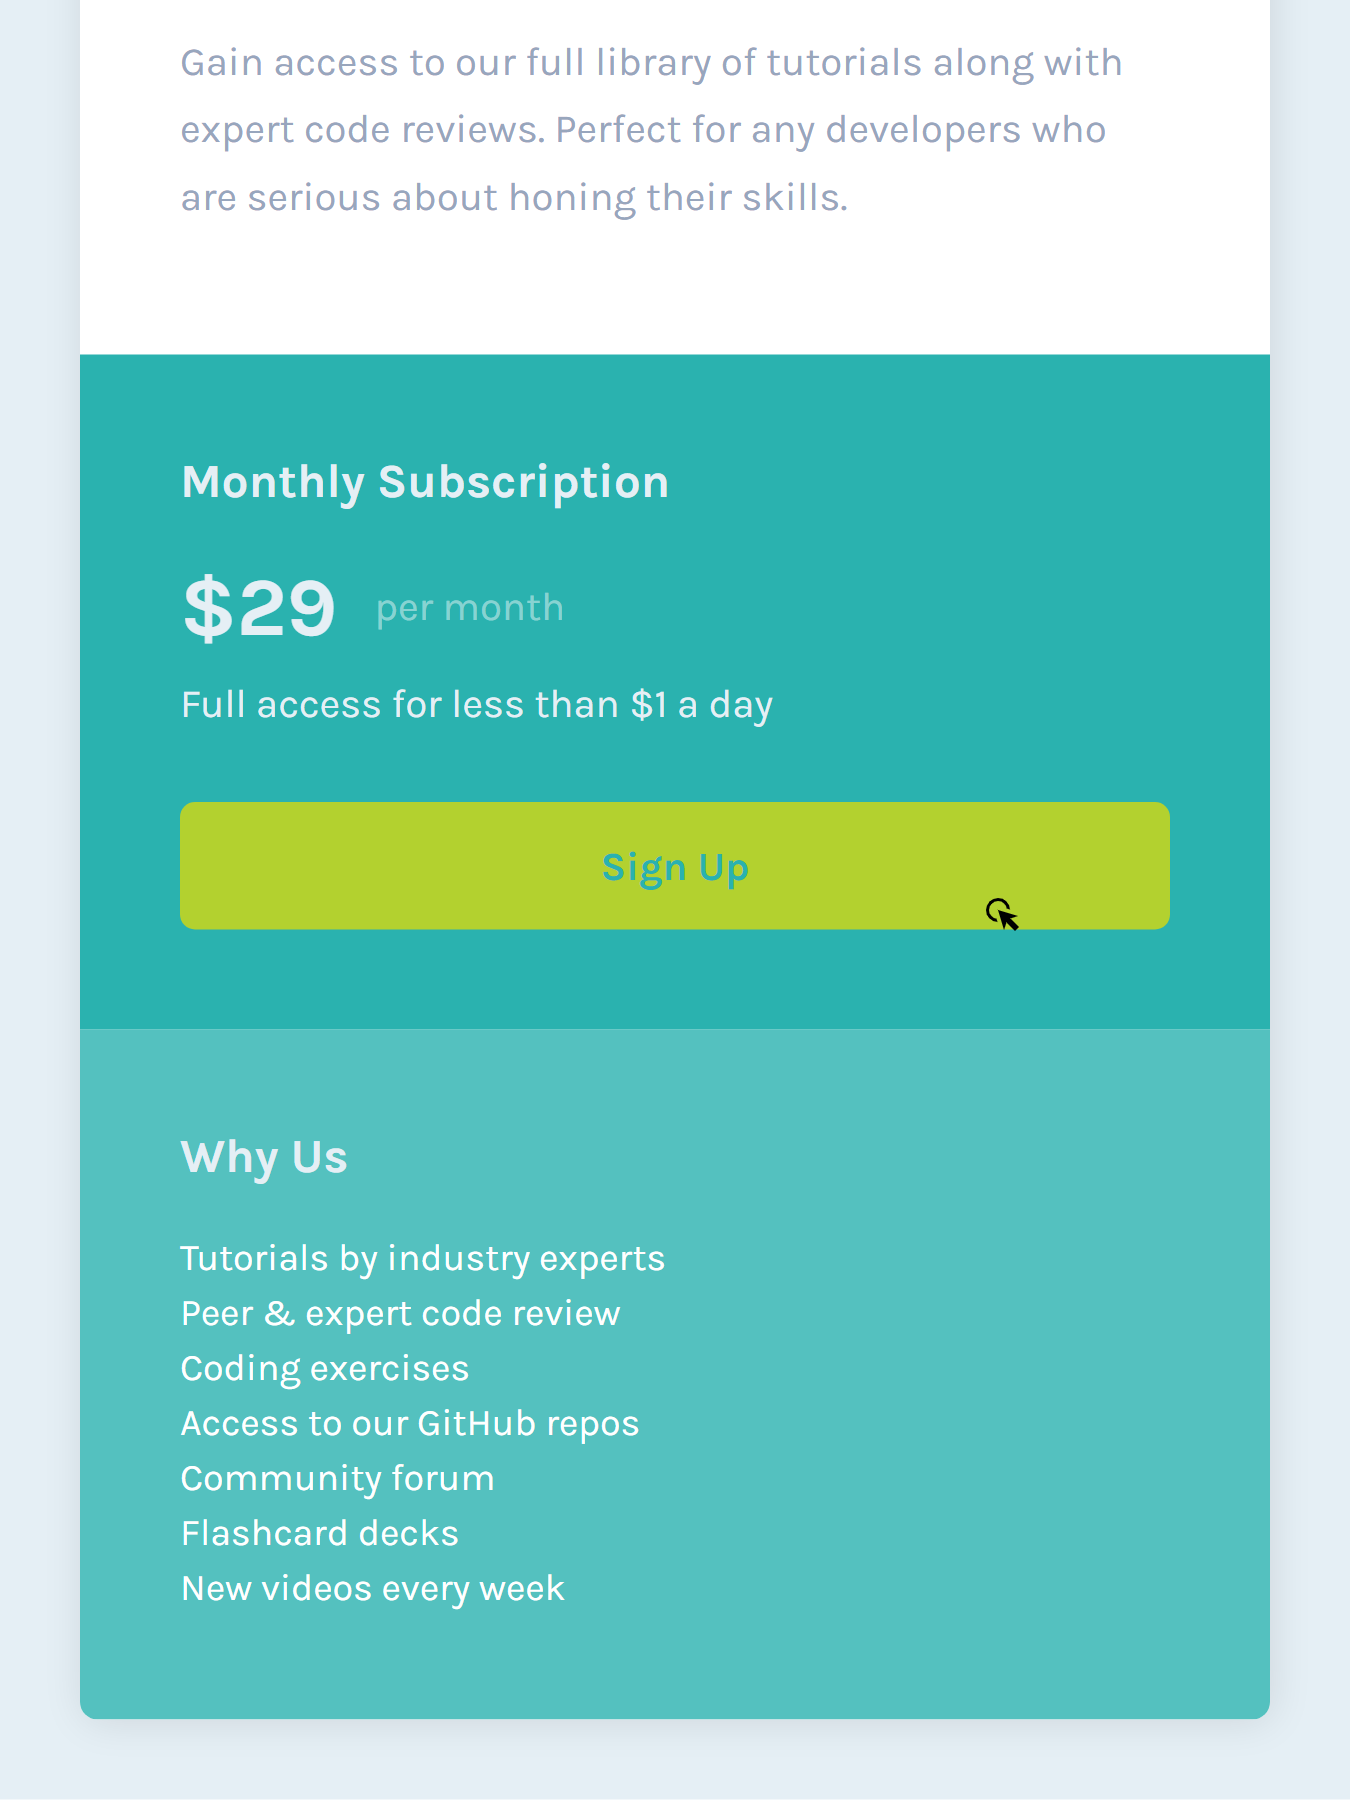 Gain access to our full library of tutorials along with
expert code reviews. Perfect for any developers who
are serious about honing their skills.
Monthly Subscription
$29 per month
Full access for less than $1 a day
Sign Up
Why Us
Tutorials by industry experts
Peer & expert code review
Coding exercises
Access to our GitHub repos
Community forum
Flashcard decks
New videos every week